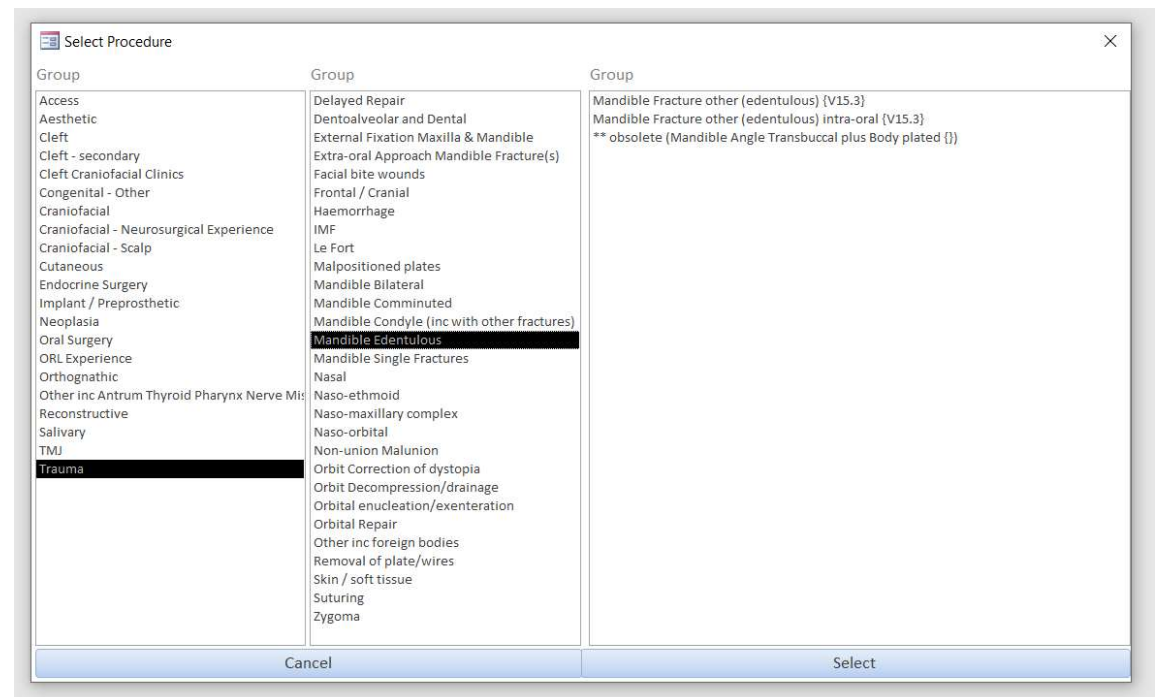 Select Procedure
Group
Group
Group
Access
Aesthetic
Cleft
Cleft - secondary
Cleft Craniofacial Clinics
Congenital - Other
Craniofacial
Craniofacial - Neurosurgical Experience
Craniofacial - Scalp
Cutaneous
Endocrine Surgery
Implant / Preprosthetic
Neoplasia
Oral Surgery
ORL Experience
Orthognathic
Other inc Antrum Thyroid Pharynx Nerve Mis
Reconstructive
Salivary
TMJ
Trauma
Delayed Repair
Dentoalveolar and Dental
External Fixation Maxilla & Mandible
Extra-oral Approach Mandible Fracture(s)
Facial bite wounds
Frontal / Cranial
Haemorrhage
IMF
Le Fort
Malpositioned plates
Mandible Bilateral
Mandible Comminuted
Mandible Condyle (inc with other fractures)
Mandible Edentulous
Mandible Single Fractures
Nasal
Naso-ethmoid
Naso-maxillary complex
Naso-orbital
Non-union Malunion
Orbit Correction of dystopia
Orbit Decompression/drainage
Orbital enucleation/exenteration
Orbital Repair
Other inc foreign bodies
Removal of plate/wires
Skin / soft tissue
Suturing
Zygoma
Mandible Fracture other (edentulous) {V15.3}
Mandible Fracture other (edentulous) intra-oral {V15.3}
** obsolete (Mandible Angle Transbuccal plus Body plated {})
Cancel
Select